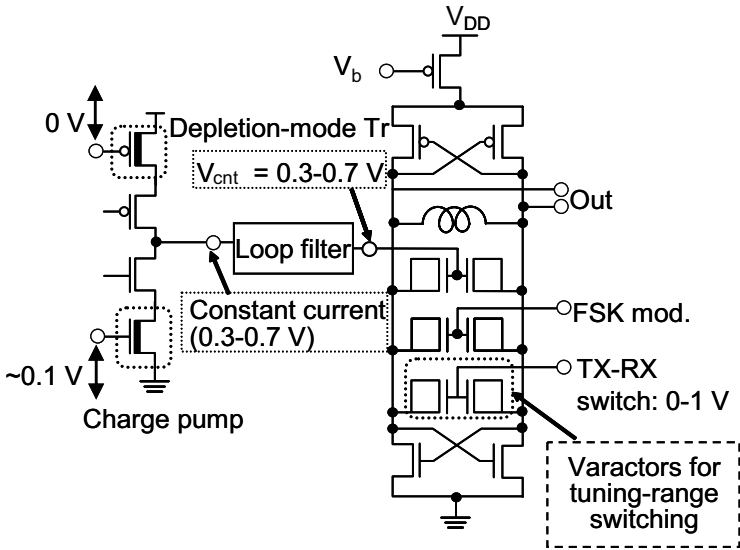 V_DD
V_b
0 V
Depletion-mode Tr
V_cnt = 0.3-0.7 V
Out
Loop filter
Constant current
(0.3-0.7 V)
FSK mod.
~0.1 V
TX-RX
switch: 0-1 V
Charge pump
Varactors for
tuning-range
switching